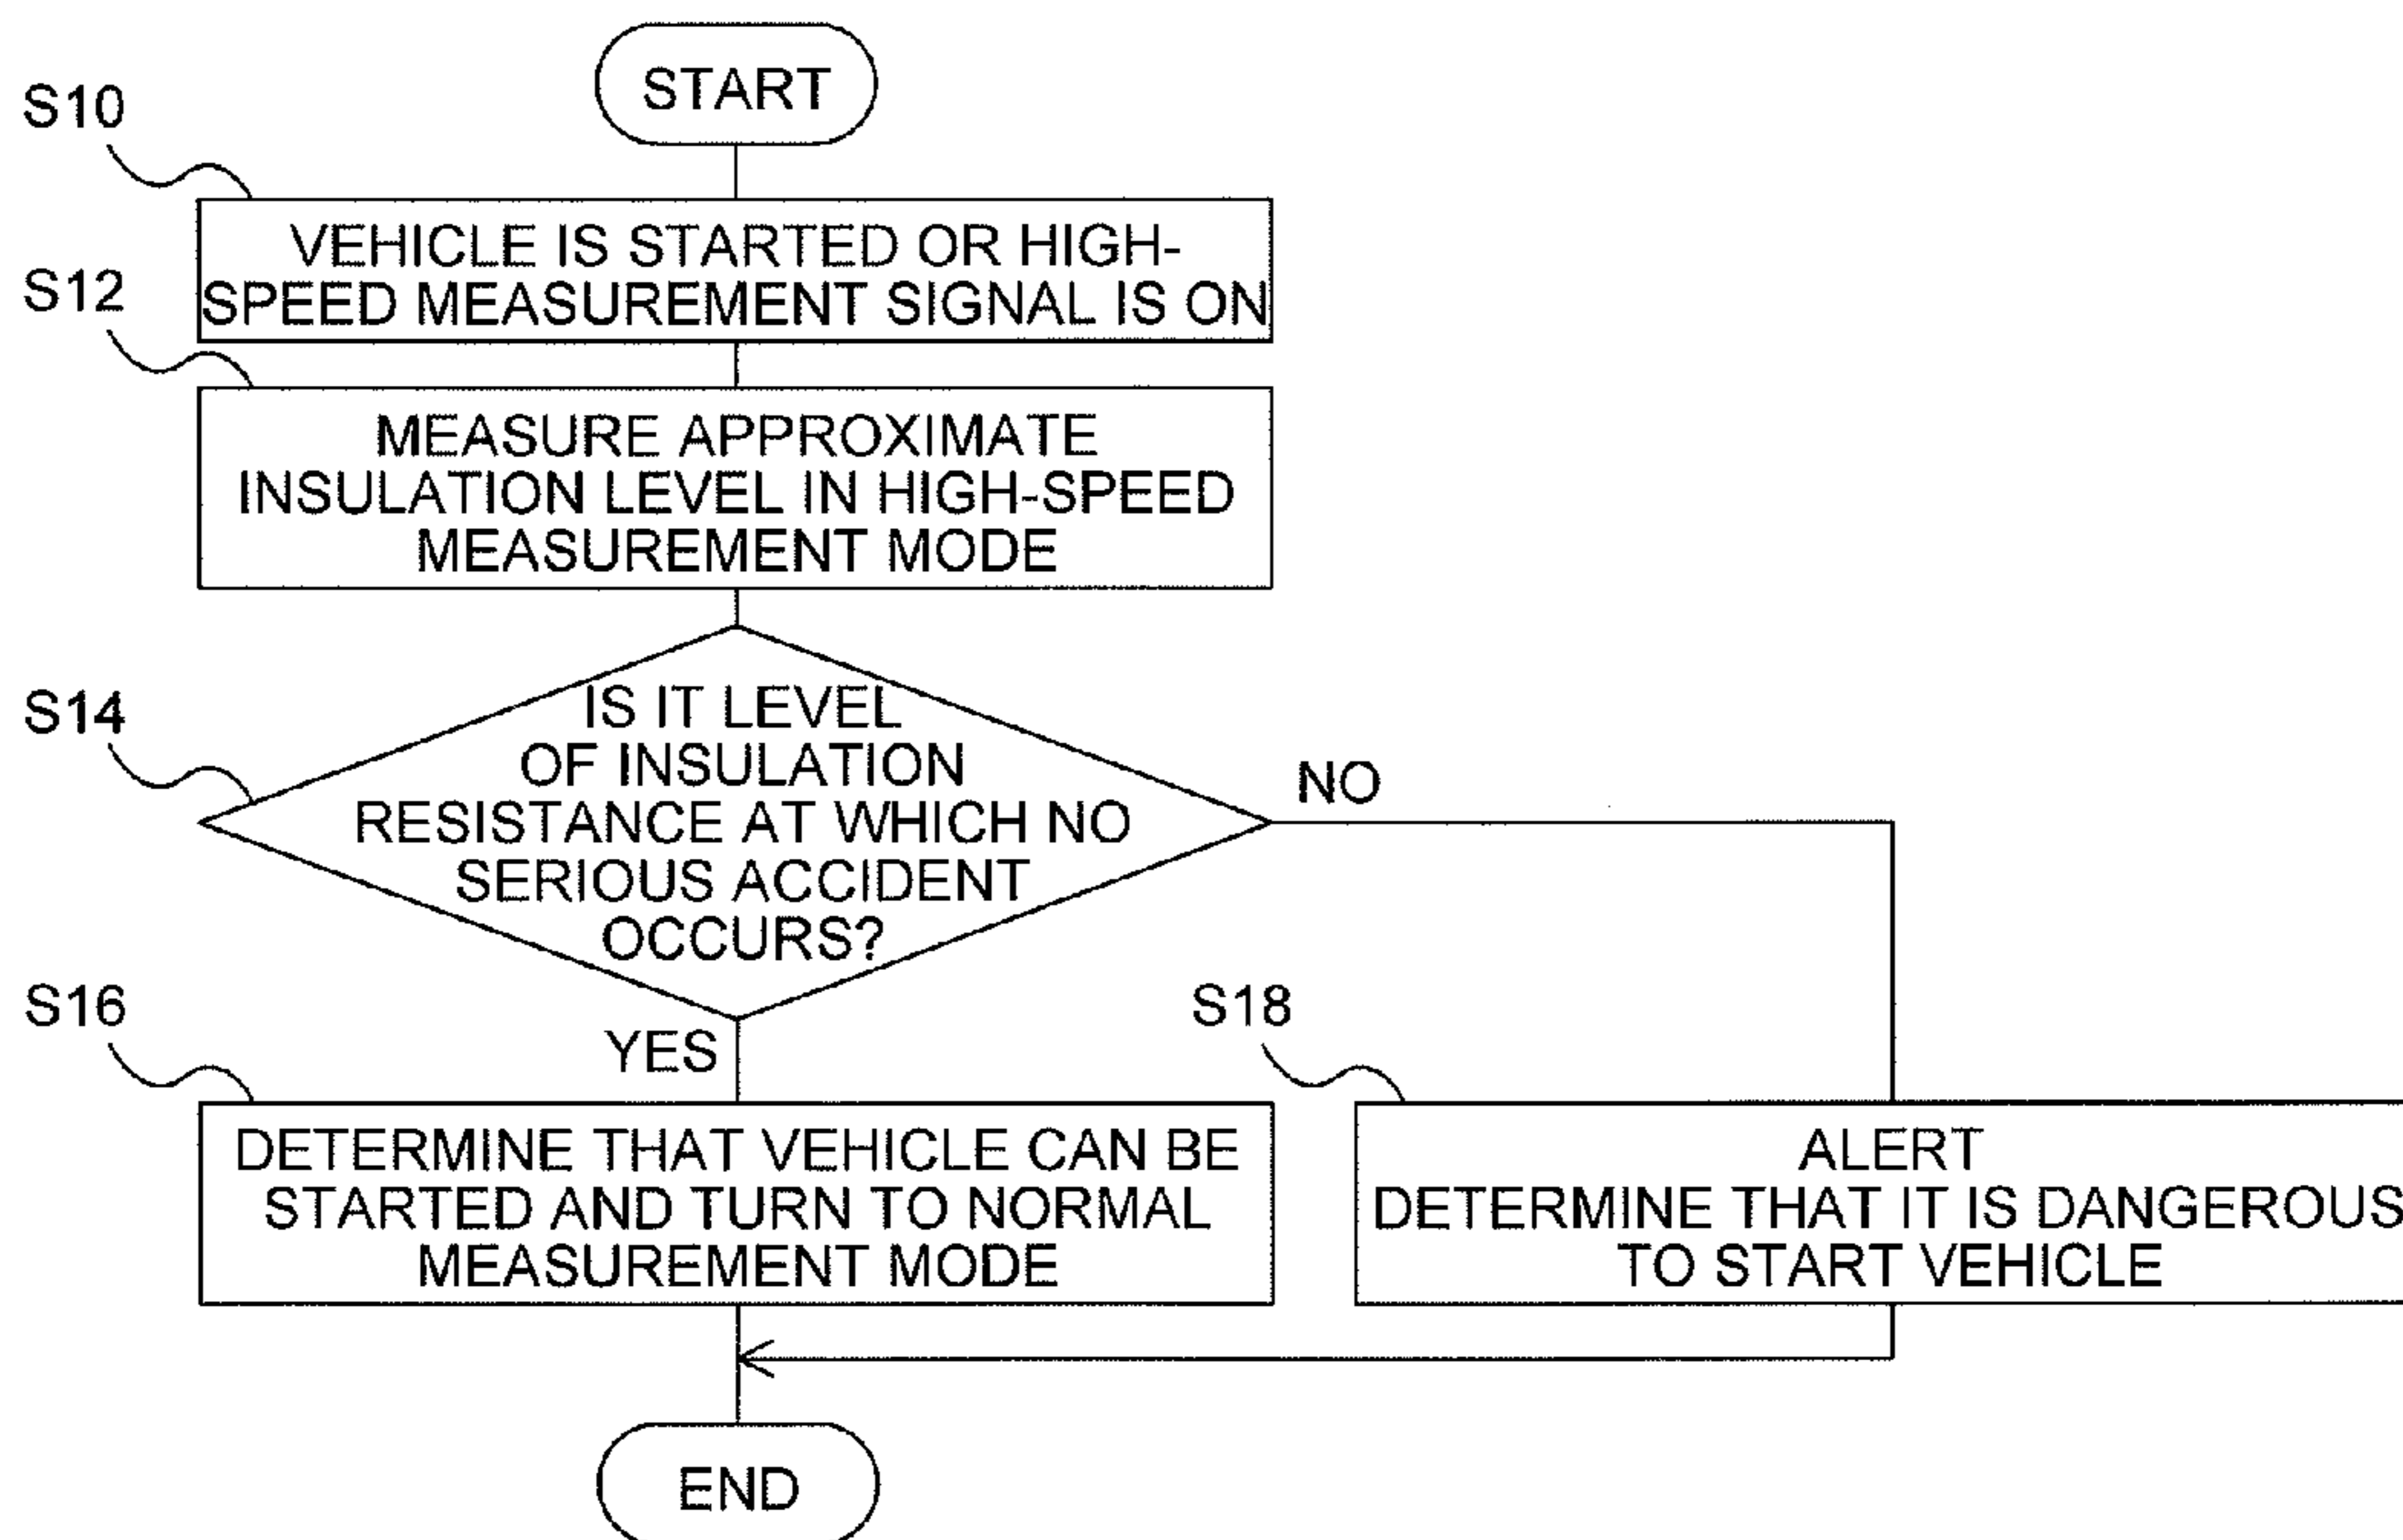 START
S10
VEHICLE IS STARTED OR HIGH-
SPEED MEASUREMENT SIGNAL IS ON
S12
MEASURE APPROXIMATE
INSULATION LEVEL IN HIGH-SPEED
MEASUREMENT MODE
S14
IS IT LEVEL
OF INSULATION
RESISTANCE AT WHICH NO
SERIOUS ACCIDENT
OCCURS?
NO
YES
S16
DETERMINE THAT VEHICLE CAN BE
STARTED AND TURN TO NORMAL
MEASUREMENT MODE
S18
ALERT
DETERMINE THAT IT IS DANGEROUS
TO START VEHICLE
END